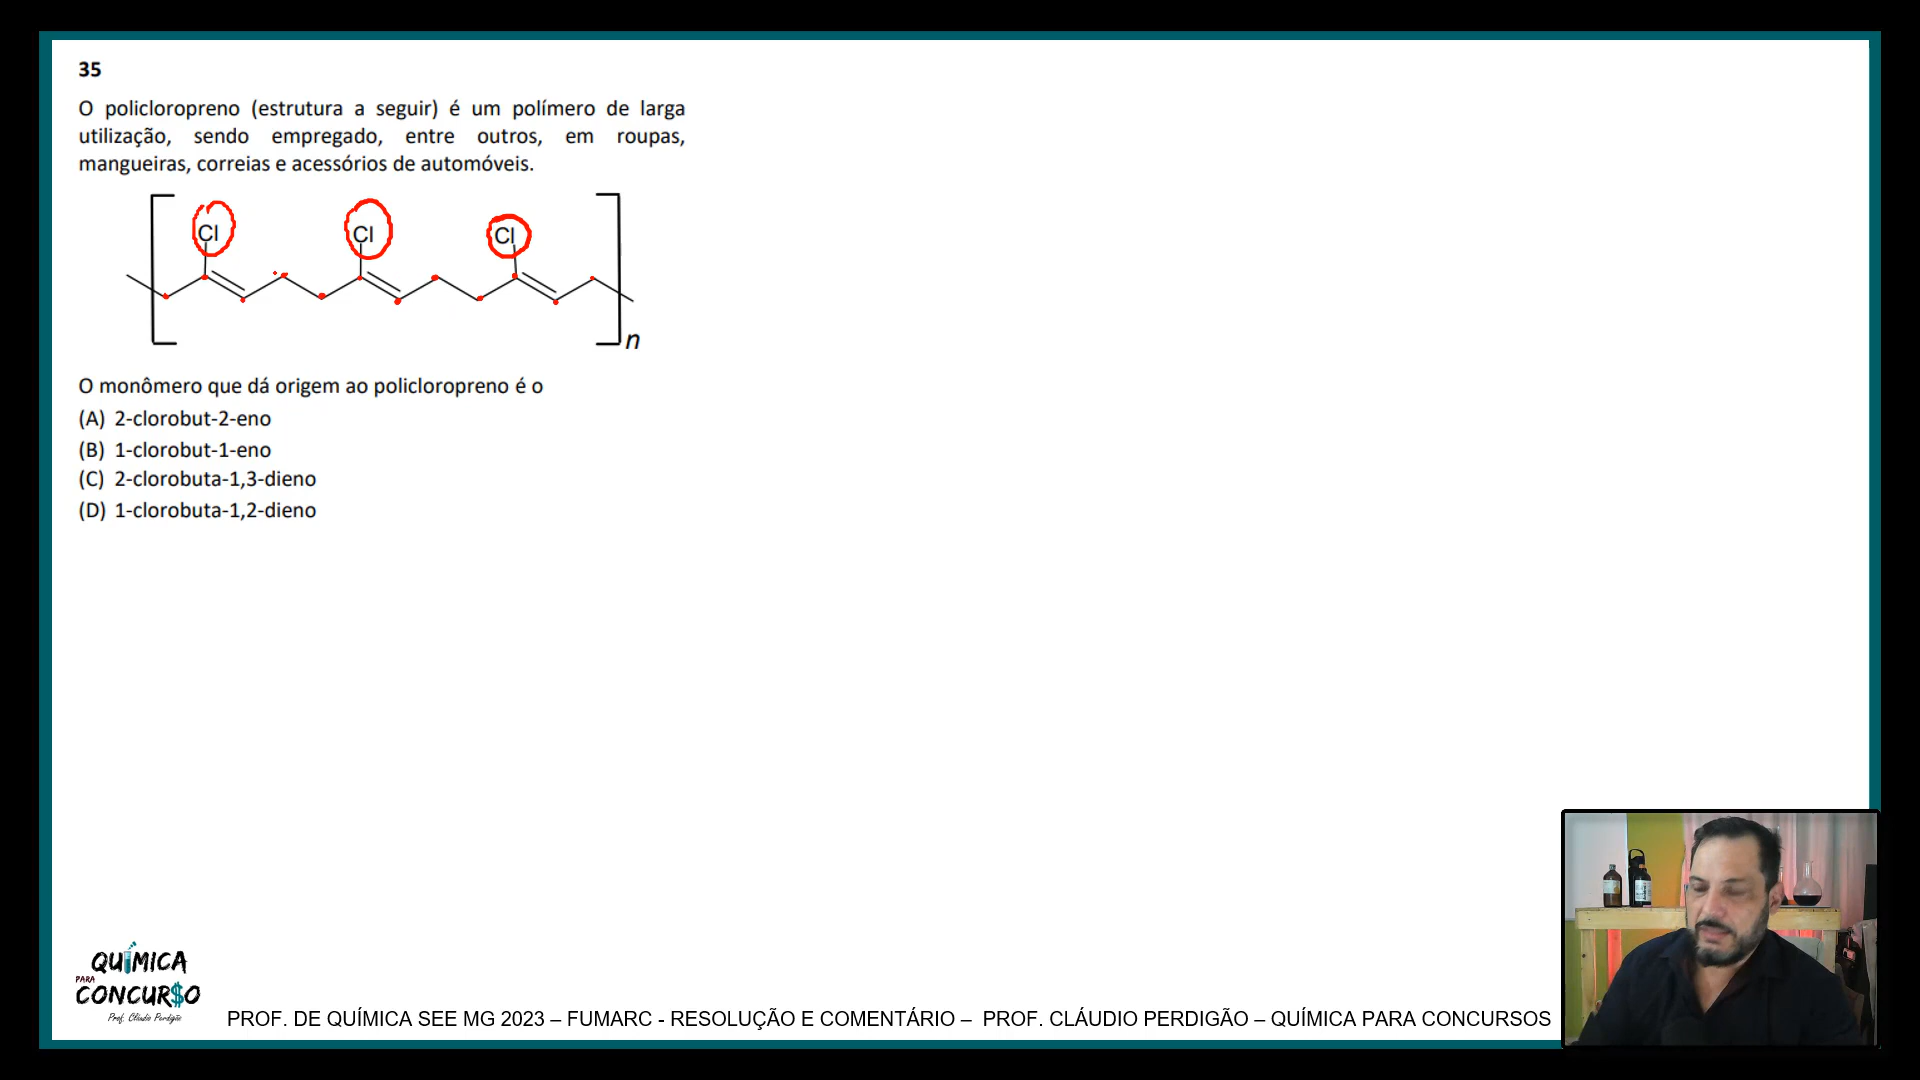 35
O policloropreno (estrutura a seguir) é um polímero de larga
utilização, sendo empregado, entre outros, em roupas,
mangueiras, correias e acessórios de automóveis.
Cl Cl Cl
n
O monômero que dá origem ao policloropreno é o
(A) 2-clorobut-2-eno
(B) 1-clorobut-1-eno
(C) 2-clorobuta-1,3-dieno
(D) 1-clorobuta-1,2-dieno
QUÍMICA
PARA
CONCUR$O
Prof. Cláudio Perdigão
PROF. DE QUÍMICA SEE MG 2023 – FUMARC - RESOLUÇÃO E COMENTÁRIO – PROF. CLÁUDIO PERDIGÃO – QUÍMICA PARA CONCURSOS